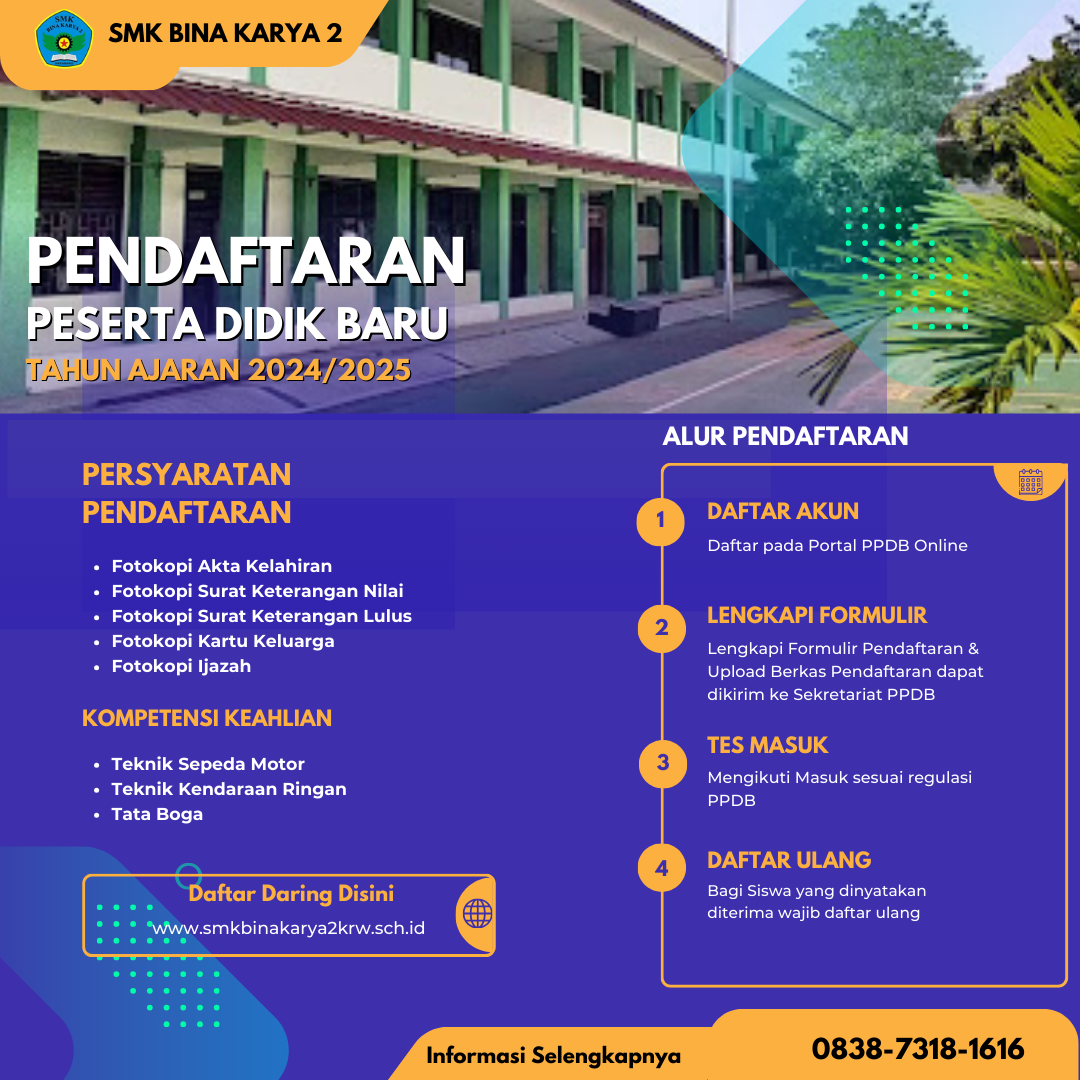 SMK
BINA KARYA 2
SMK BINA KARYA 2
PENDAFTARAN
PESERTA DIDIK BARU
TAHUN AJARAN 2024/2025
PERSYARATAN
PENDAFTARAN
• Fotokopi Akta Kelahiran
• Fotokopi Surat Keterangan Nilai
• Fotokopi Surat Keterangan Lulus
• Fotokopi Kartu Keluarga
• Fotokopi Ijazah
KOMPETENSI KEAHLIAN
• Teknik Sepeda Motor
• Teknik Kendaraan Ringan
• Tata Boga
Daftar Daring Disini
www.smkbinakarya2krw.sch.id
ALUR PENDAFTARAN
1
DAFTAR AKUN
Daftar pada Portal PPDB Online
2
LENGKAPI FORMULIR
Lengkapi Formulir Pendaftaran &
Upload Berkas Pendaftaran dapat
dikirim ke Sekretariat PPDB
3
TES MASUK
Mengikuti Masuk sesuai regulasi
PPDB
4
DAFTAR ULANG
Bagi Siswa yang dinyatakan
diterima wajib daftar ulang
Informasi Selengkapnya
0838-7318-1616